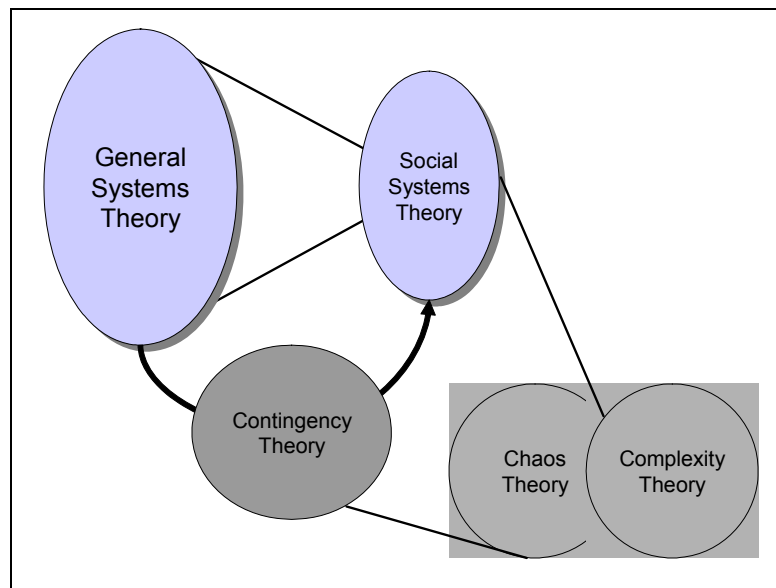 General
Systems
Theory
Social
Systems
Theory
Contingency
Theory
Chaos
Theory
Complexity
Theory